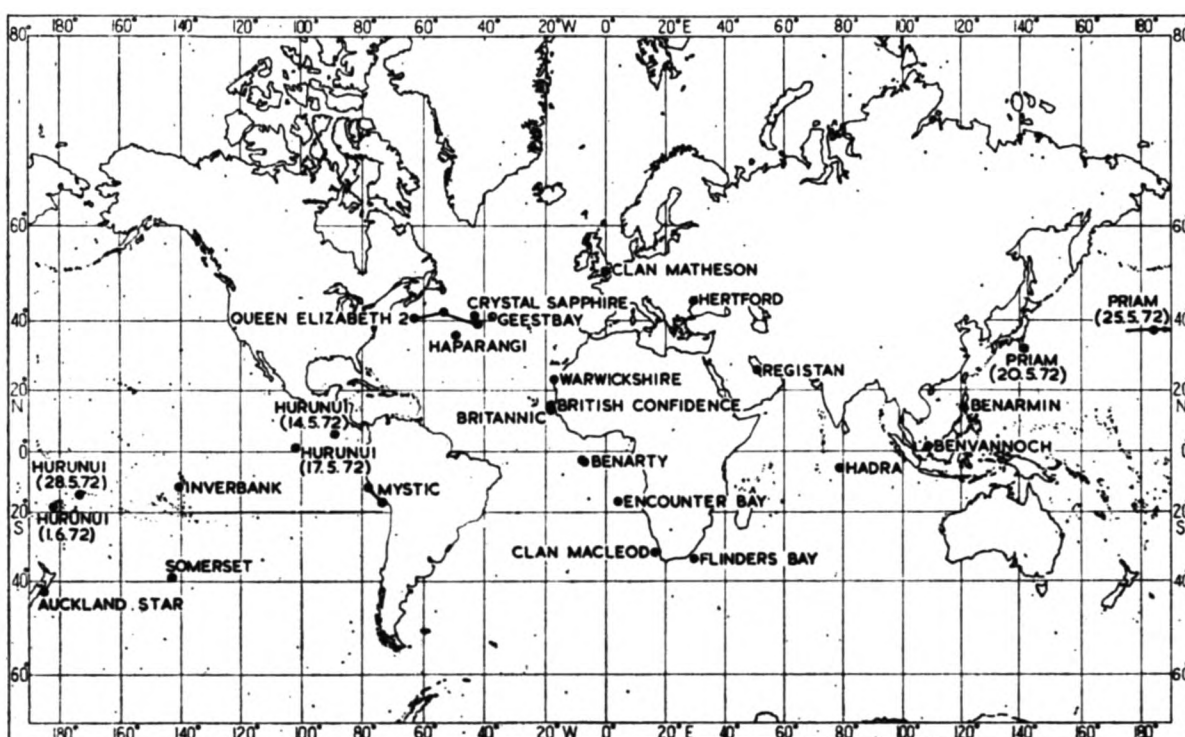 180° 160° 140° 120° 100° 80° 60° 40° 20° W 0° E 20° 40° 60° 80° 100° 120° 140° 160° 180°
80° 80
60° 60
CLAN MATHESON
CRYSTAL SAPPHIRE HERTFORD PRIAM
40° QUEEN ELIZABETH 2 GEESTBAY (25.5.72) 40
HAPARANGI PRIAM
REGISTAN (20.5.72)
WARWICKSHIRE
20° 20
N HURUNUI BRITISH CONFIDENCE BENARMIN N
(14.5.72) BRITANNIC
0° HURUNUI BENARTY BENVANNOCH 0
HURUNUI (17.5.72) HADRA
(28.5.72) INVERBANK MYSTIC
HURUNUI ENCOUNTER BAY
20° 20
S (1.6.72) S
CLAN MACLEOD FLINDERS BAY
SOMERSET
40° 40
AUCKLAND STAR
60° 60
180° 160° 140° 120° 100° 80° 60° 40° 20° W 0° E 20° 40° 60° 80° 100° 120° 140° 160° 180°